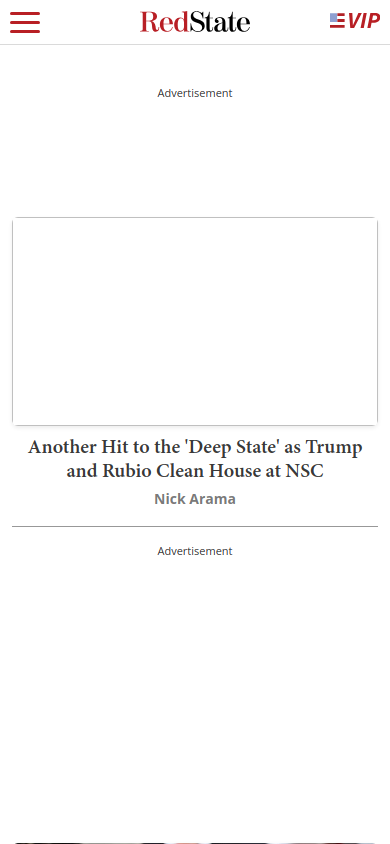 RedState
VIP
Advertisement
Another Hit to the 'Deep State' as Trump
and Rubio Clean House at NSC
Nick Arama
Advertisement